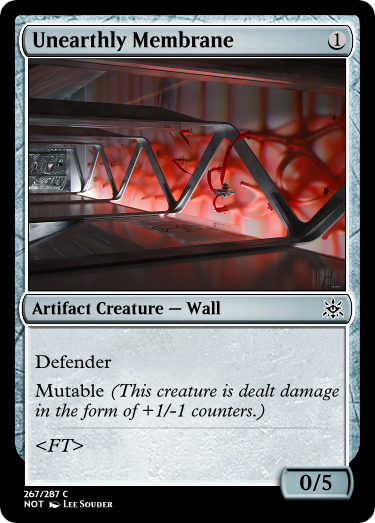 Unearthly Membrane 1
Artifact Creature — Wall
Defender
Mutable (This creature is dealt damage
in the form of +1/-1 counters.)
<FT>
0/5
267/287 C
NOT Lee Souder